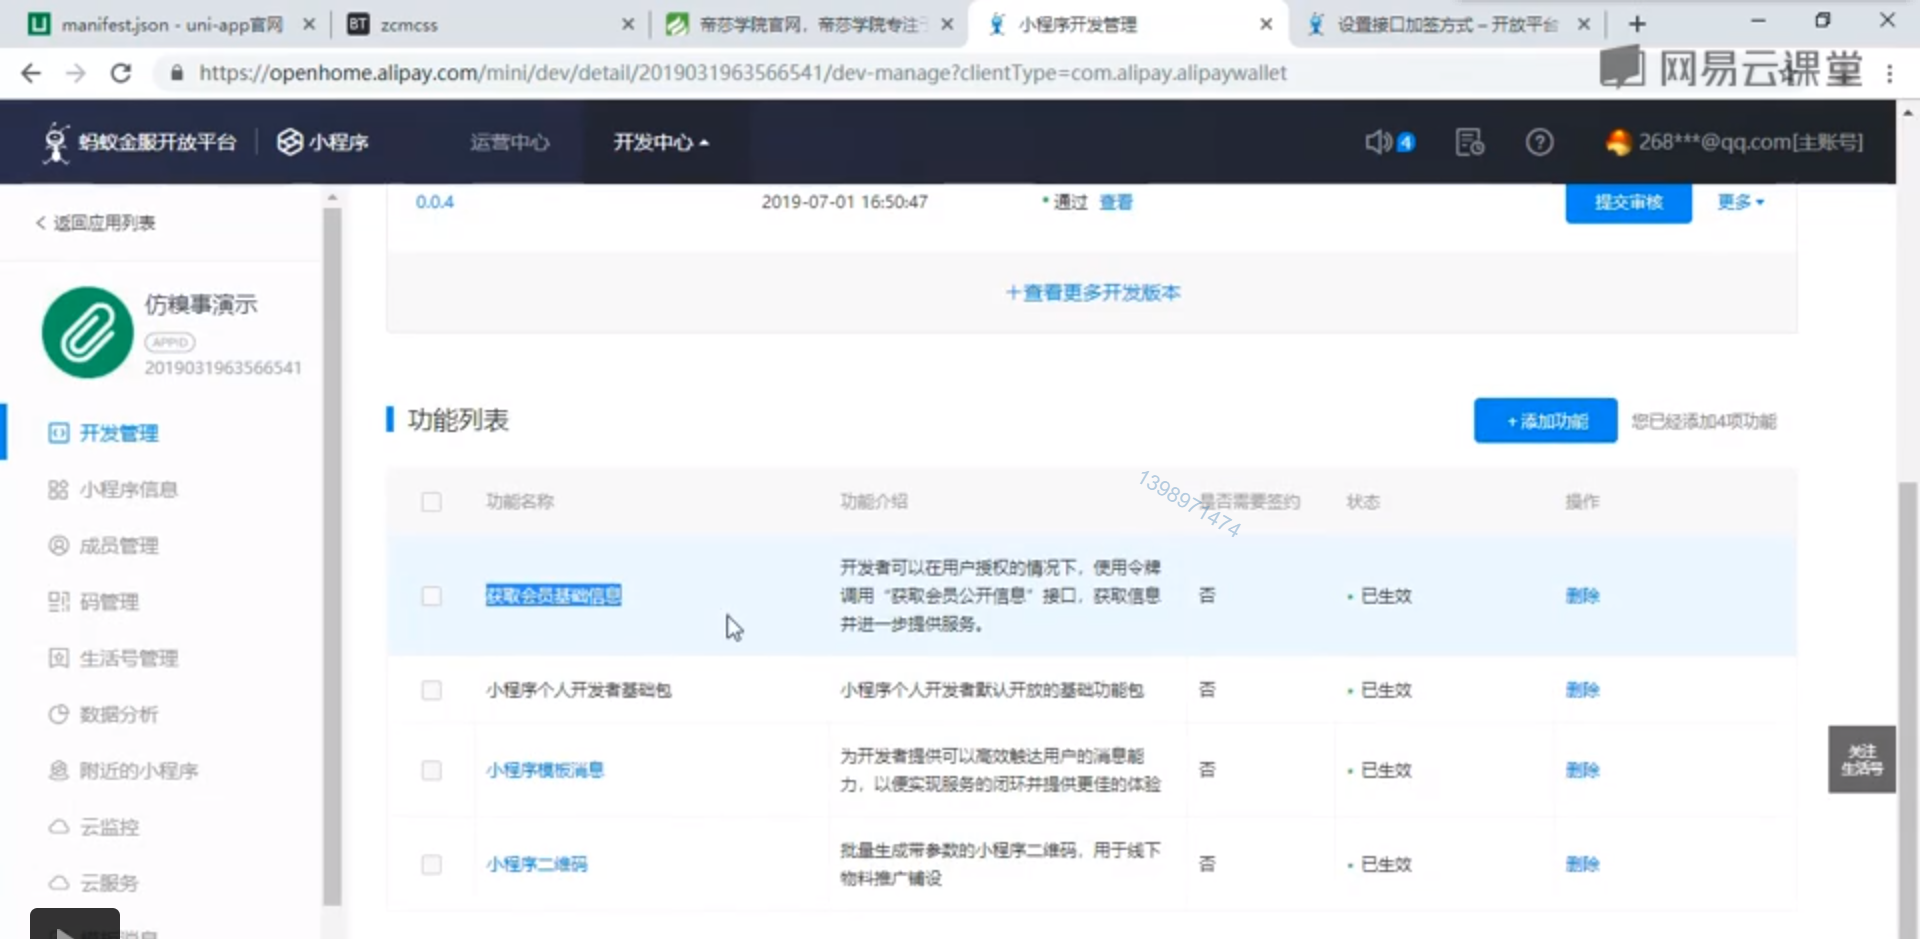 manifest.json - uni-app官网
BT zcmcss
帝莎学院官网，帝莎学院专注于
小程序开发管理
设置接口加签方式 – 开放平台
https://openhome.alipay.com/mini/dev/detail/2019031963566541/dev-manage?clientType=com.alipay.alipaywallet
网易云课堂
蚂蚁金服开放平台
小程序
运营中心
开发中心
4
268***@qq.com[主账号]
返回应用列表
0.0.4
2019-07-01 16:50:47
通过 查看
提交审核
更多
+查看更多开发版本
仿糗事演示
APPID
2019031963566541
功能列表
+ 添加功能
您已经添加4项功能
开发管理
小程序信息
成员管理
码管理
生活号管理
数据分析
附近的小程序
云监控
云服务
模板消息
功能名称
功能介绍
是否需要签约
状态
操作
1398971474
获取会员基础信息
开发者可以在用户授权的情况下，使用令牌
调用“获取会员公开信息”接口，获取信息
并进一步提供服务。
否
已生效
删除
小程序个人开发者基础包
小程序个人开发者默认开放的基础功能包
否
已生效
删除
小程序模板消息
为开发者提供可以高效触达用户的消息能
力，以便实现服务的闭环并提供更佳的体验
否
已生效
删除
小程序二维码
批量生成带参数的小程序二维码，用于线下
物料推广铺设
否
已生效
删除
关注
生活号